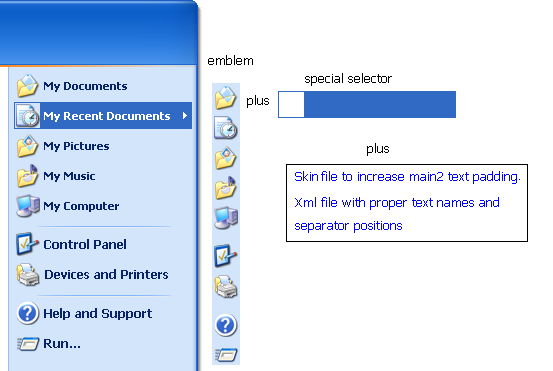 My Documents
My Recent Documents
My Pictures
My Music
My Computer
Control Panel
Devices and Printers
Help and Support
Run...
emblem
plus
special selector
plus
Skin file to increase main2 text padding.
Xml file with proper text names and
separator positions